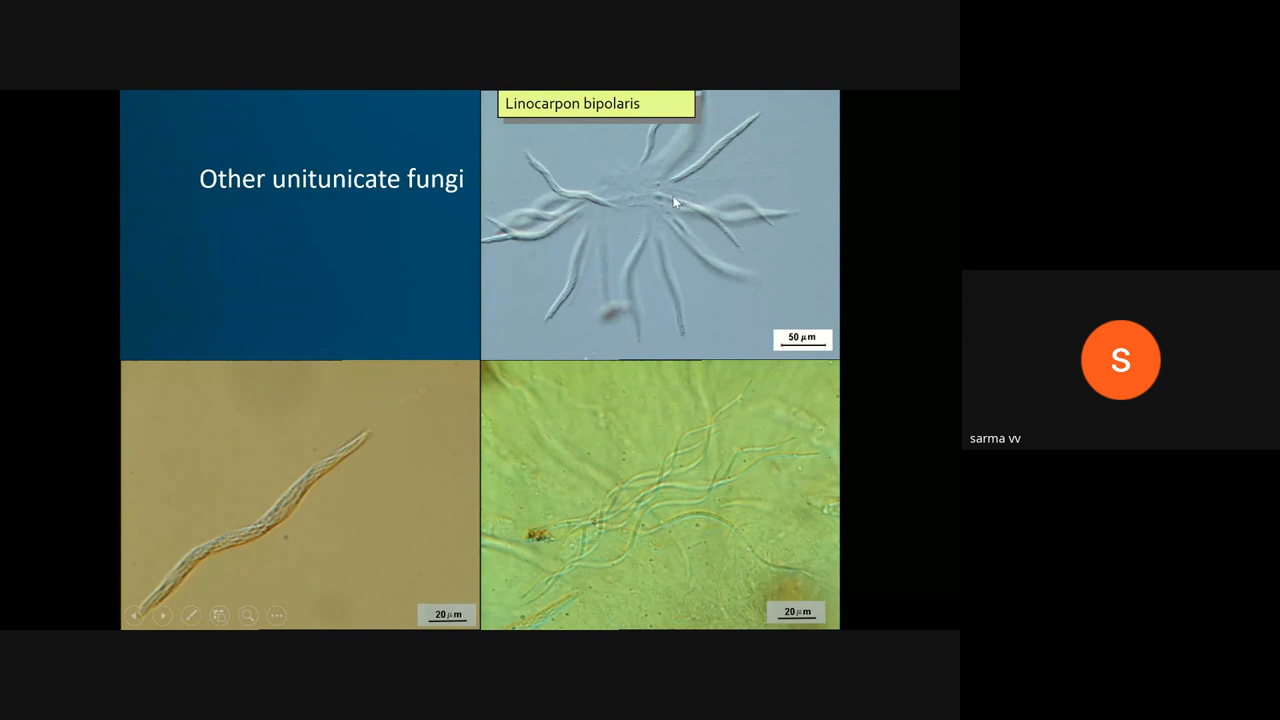 Linocarpon bipolaris
Other unitunicate fungi
50 μm
20 μm
20 μm
S
sarma vv